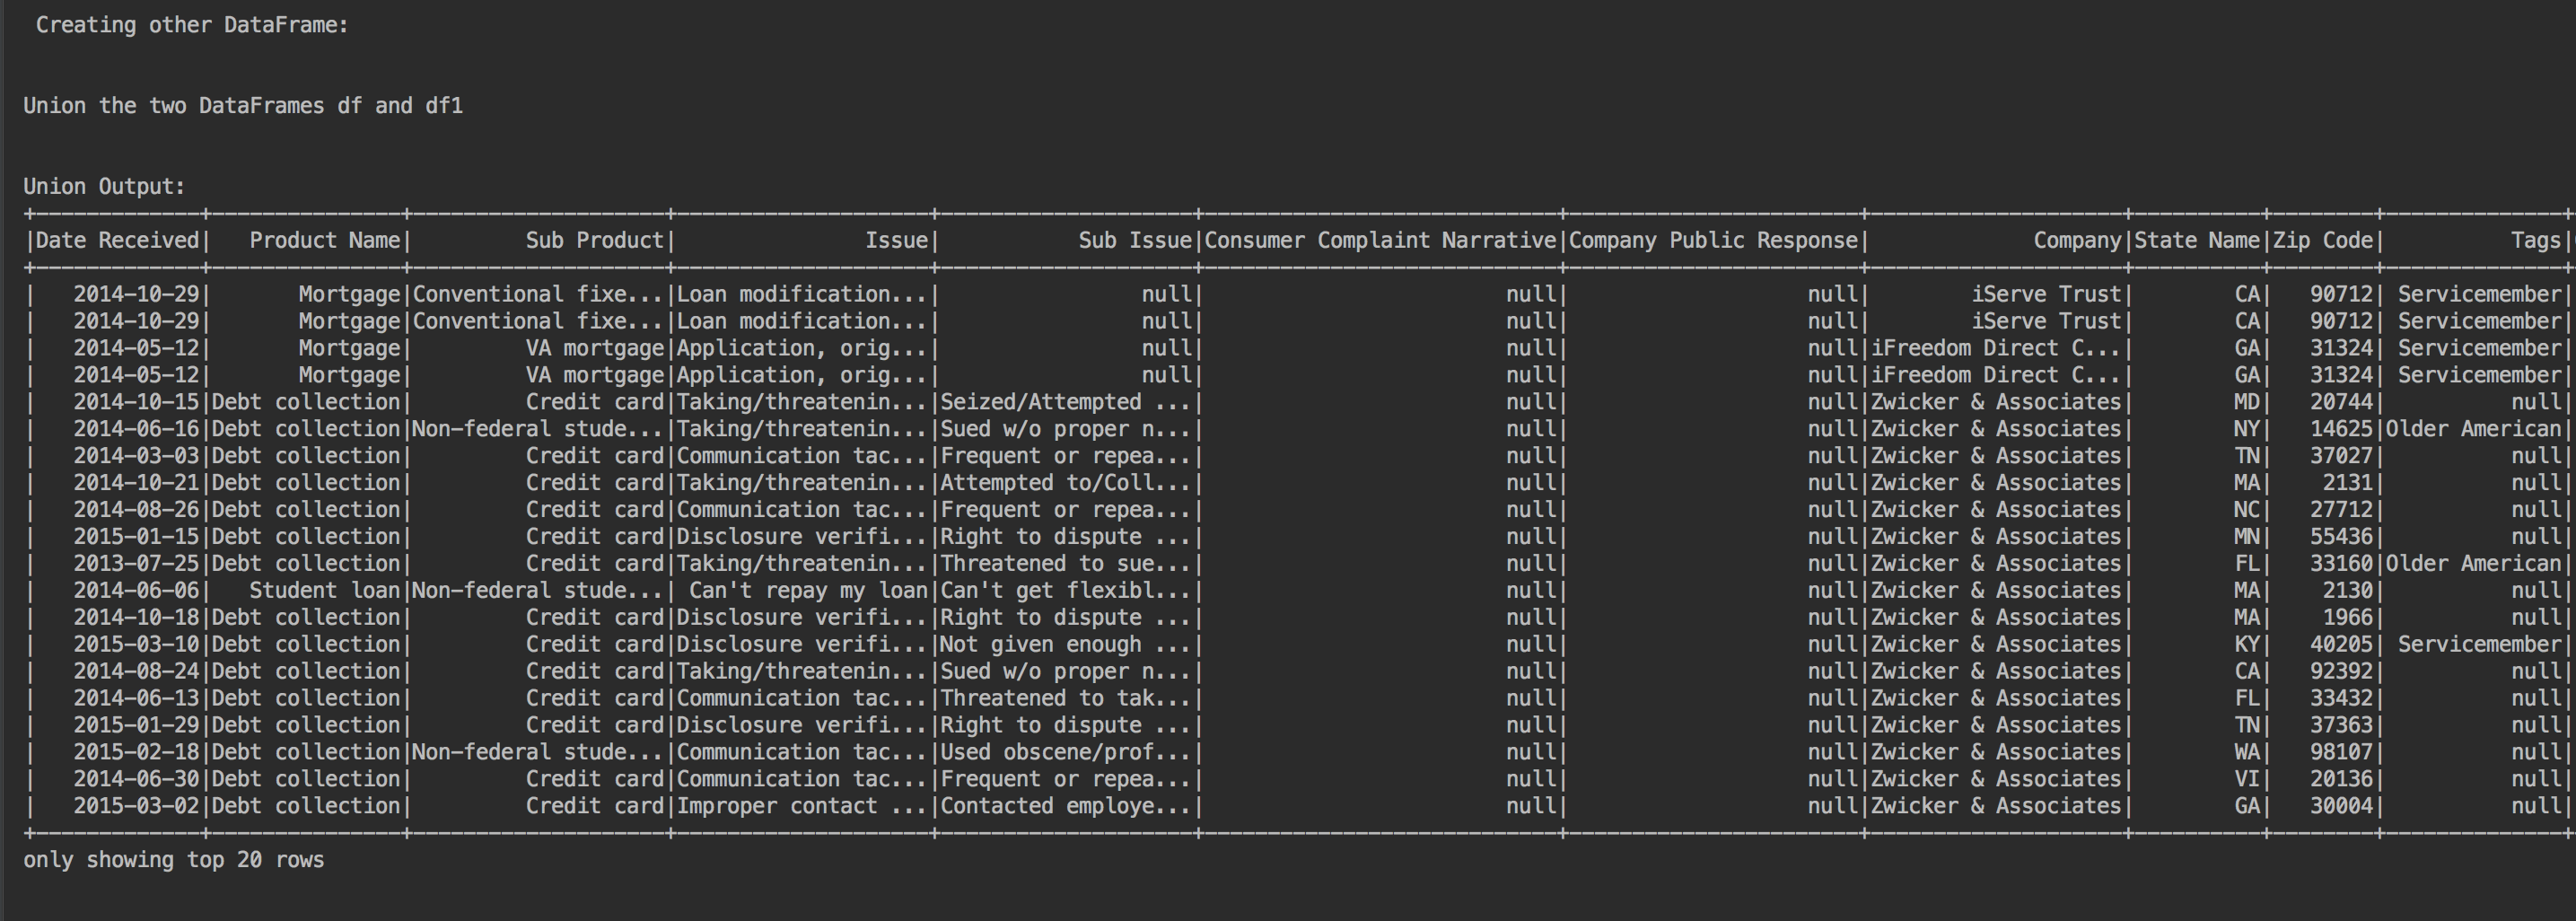 Creating other DataFrame:
Union the two DataFrames df and df1
Union Output:
+-------------+---------------+--------------------+--------------------+--------------------+----------------------------+-----------------------+--------------------+----------+--------+--------------+
|Date Received|   Product Name|         Sub Product|               Issue|           Sub Issue|Consumer Complaint Narrative|Company Public Response|             Company|State Name|Zip Code|          Tags|
+-------------+---------------+--------------------+--------------------+--------------------+----------------------------+-----------------------+--------------------+----------+--------+--------------+
|   2014-10-29|       Mortgage|Conventional fixe...|Loan modification...|                null|                        null|                   null|        iServe Trust|        CA|   90712| Servicemember|
|   2014-10-29|       Mortgage|Conventional fixe...|Loan modification...|                null|                        null|                   null|        iServe Trust|        CA|   90712| Servicemember|
|   2014-05-12|       Mortgage|         VA mortgage|Application, orig...|                null|                        null|                   null|iFreedom Direct C...|        GA|   31324| Servicemember|
|   2014-05-12|       Mortgage|         VA mortgage|Application, orig...|                null|                        null|                   null|iFreedom Direct C...|        GA|   31324| Servicemember|
|   2014-10-15|Debt collection|         Credit card|Taking/threatenin...|Seized/Attempted ...|                        null|                   null|Zwicker & Associates|        MD|   20744|          null|
|   2014-06-16|Debt collection|Non-federal stude...|Taking/threatenin...|Sued w/o proper n...|                        null|                   null|Zwicker & Associates|        NY|   14625|Older American|
|   2014-03-03|Debt collection|         Credit card|Communication tac...|Frequent or repea...|                        null|                   null|Zwicker & Associates|        TN|   37027|          null|
|   2014-10-21|Debt collection|         Credit card|Taking/threatenin...|Attempted to/Coll...|                        null|                   null|Zwicker & Associates|        MA|    2131|          null|
|   2014-08-26|Debt collection|         Credit card|Communication tac...|Frequent or repea...|                        null|                   null|Zwicker & Associates|        NC|   27712|          null|
|   2015-01-15|Debt collection|         Credit card|Disclosure verifi...|Right to dispute ...|                        null|                   null|Zwicker & Associates|        MN|   55436|          null|
|   2013-07-25|Debt collection|         Credit card|Taking/threatenin...|Threatened to sue...|                        null|                   null|Zwicker & Associates|        FL|   33160|Older American|
|   2014-06-06|   Student loan|Non-federal stude...| Can't repay my loan|Can't get flexibl...|                        null|                   null|Zwicker & Associates|        MA|    2130|          null|
|   2014-10-18|Debt collection|         Credit card|Disclosure verifi...|Right to dispute ...|                        null|                   null|Zwicker & Associates|        MA|    1966|          null|
|   2015-03-10|Debt collection|         Credit card|Disclosure verifi...|Not given enough ...|                        null|                   null|Zwicker & Associates|        KY|   40205| Servicemember|
|   2014-08-24|Debt collection|         Credit card|Taking/threatenin...|Sued w/o proper n...|                        null|                   null|Zwicker & Associates|        CA|   92392|          null|
|   2014-06-13|Debt collection|         Credit card|Communication tac...|Threatened to tak...|                        null|                   null|Zwicker & Associates|        FL|   33432|          null|
|   2015-01-29|Debt collection|         Credit card|Disclosure verifi...|Right to dispute ...|                        null|                   null|Zwicker & Associates|        TN|   37363|          null|
|   2015-02-18|Debt collection|Non-federal stude...|Communication tac...|Used obscene/prof...|                        null|                   null|Zwicker & Associates|        WA|   98107|          null|
|   2014-06-30|Debt collection|         Credit card|Communication tac...|Frequent or repea...|                        null|                   null|Zwicker & Associates|        VI|   20136|          null|
|   2015-03-02|Debt collection|         Credit card|Improper contact ...|Contacted employe...|                        null|                   null|Zwicker & Associates|        GA|   30004|          null|
+-------------+---------------+--------------------+--------------------+--------------------+----------------------------+-----------------------+--------------------+----------+--------+--------------+
only showing top 20 rows